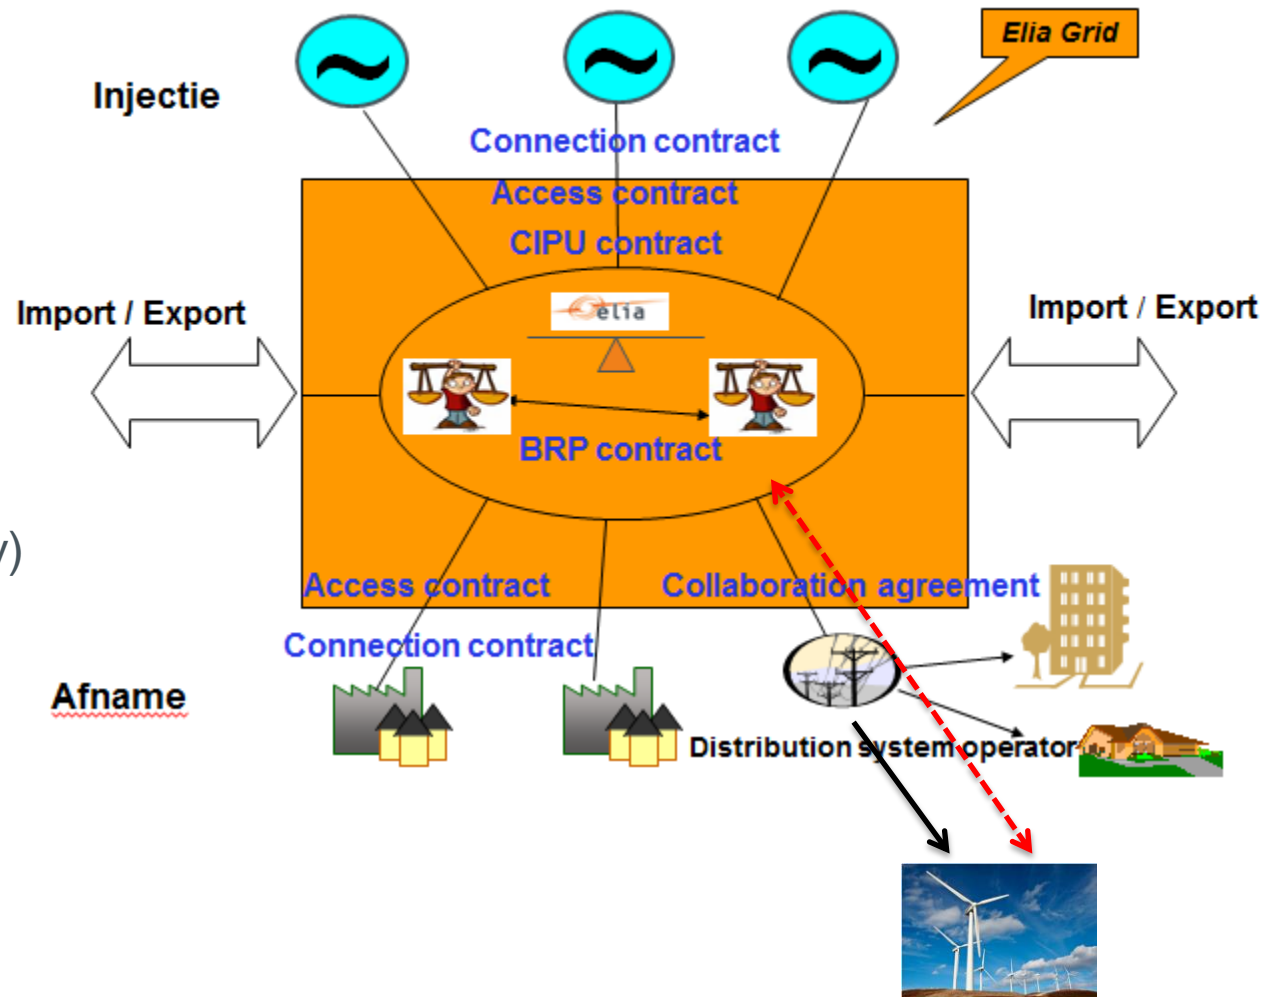 Elia Grid
Injectie
Connection contract
Access contract
CIPU contract
elia
Import / Export
Import / Export
BRP contract
y)
Access contract
Collaboration agreement
Connection contract
Afname
Distribution system operator